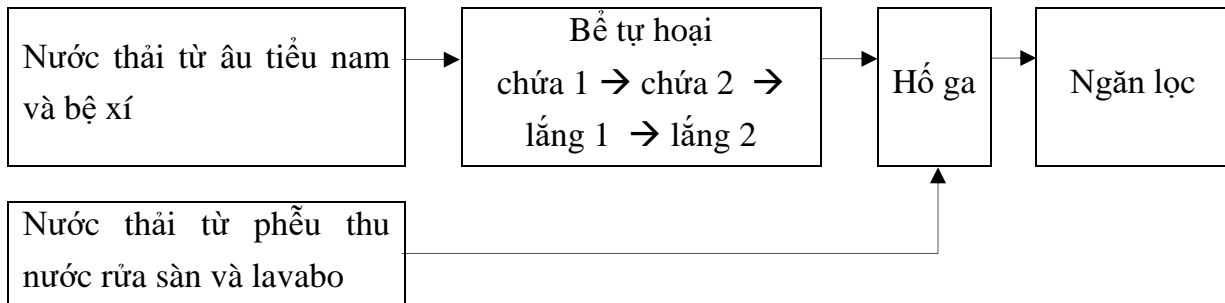 Nước thải từ âu tiểu nam
và bệ xí
Bể tự hoại
chứa 1 → chứa 2 →
lắng 1 → lắng 2
Hố ga
Ngăn lọc
Nước thải từ phễu thu
nước rửa sàn và lavabo